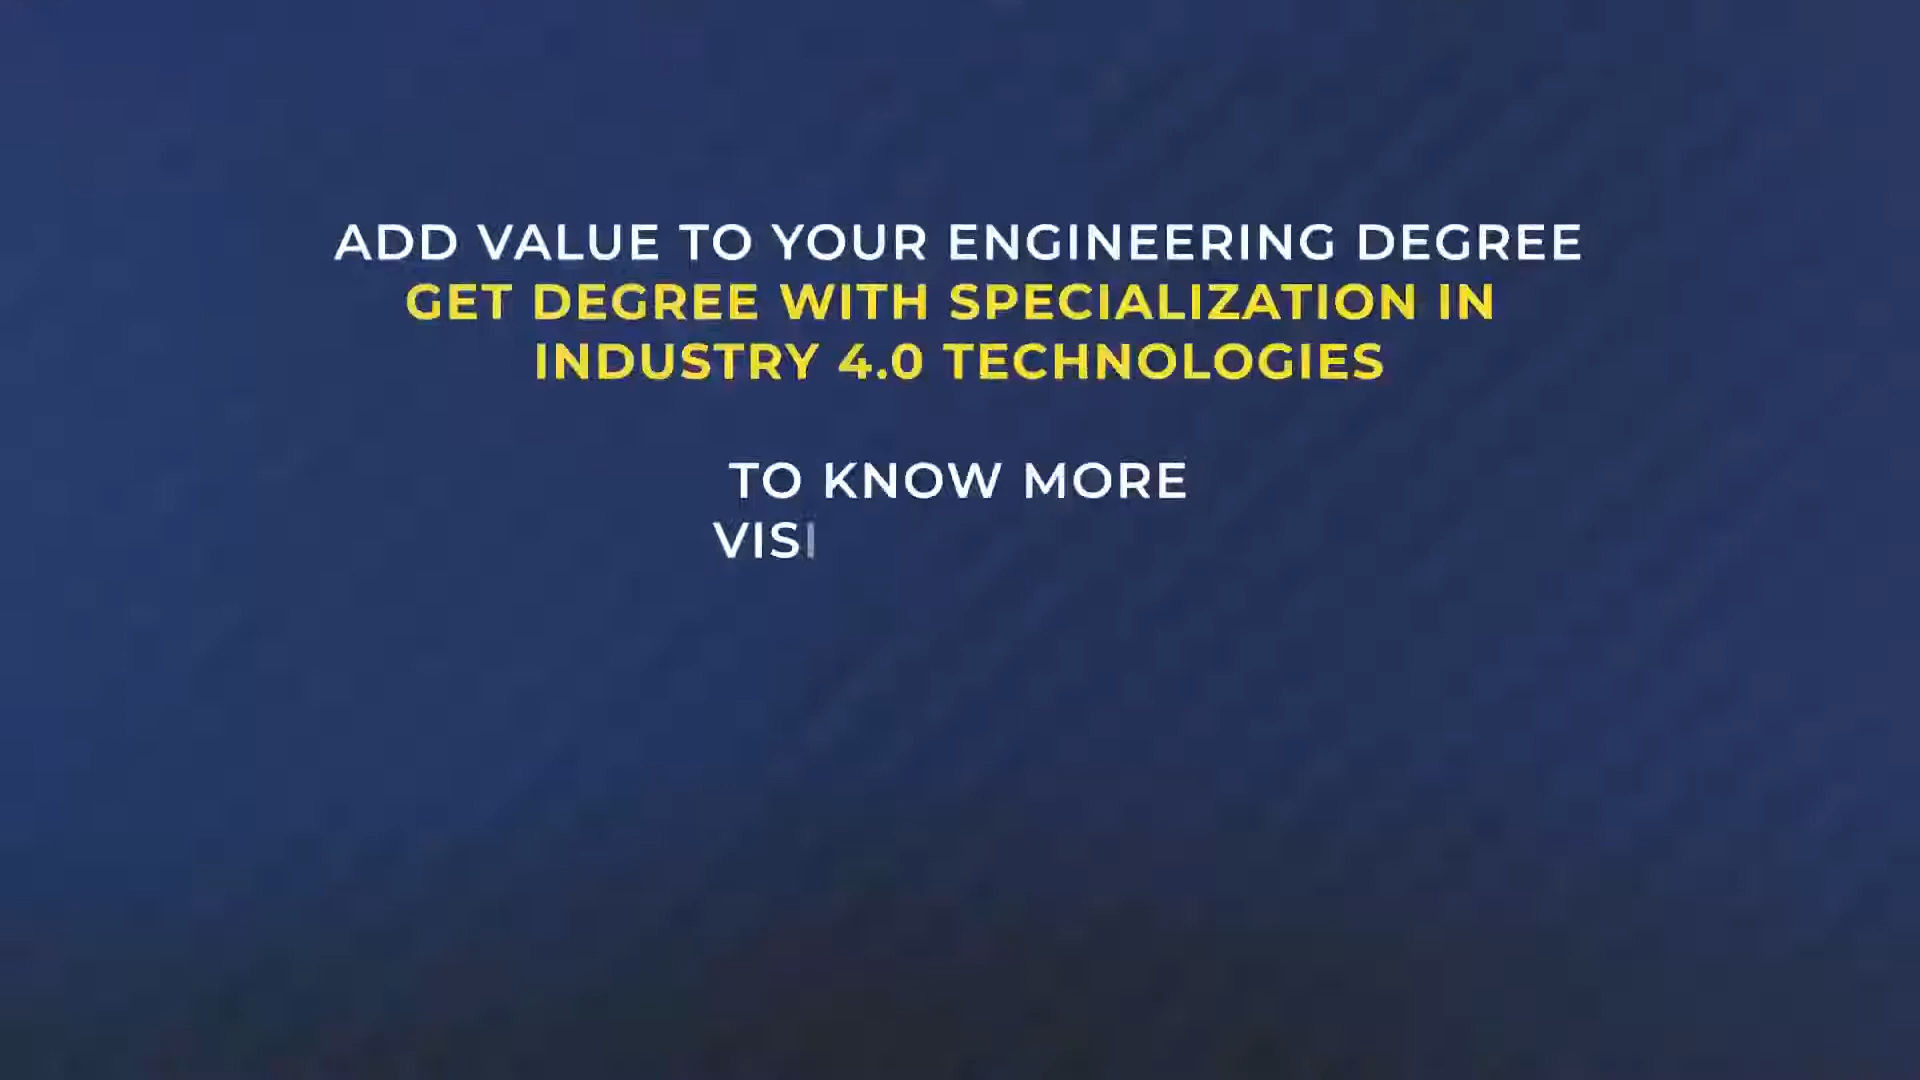 ADD VALUE TO YOUR ENGINEERING DEGREE
GET DEGREE WITH SPECIALIZATION IN
INDUSTRY 4.0 TECHNOLOGIES
TO KNOW MORE
VISI